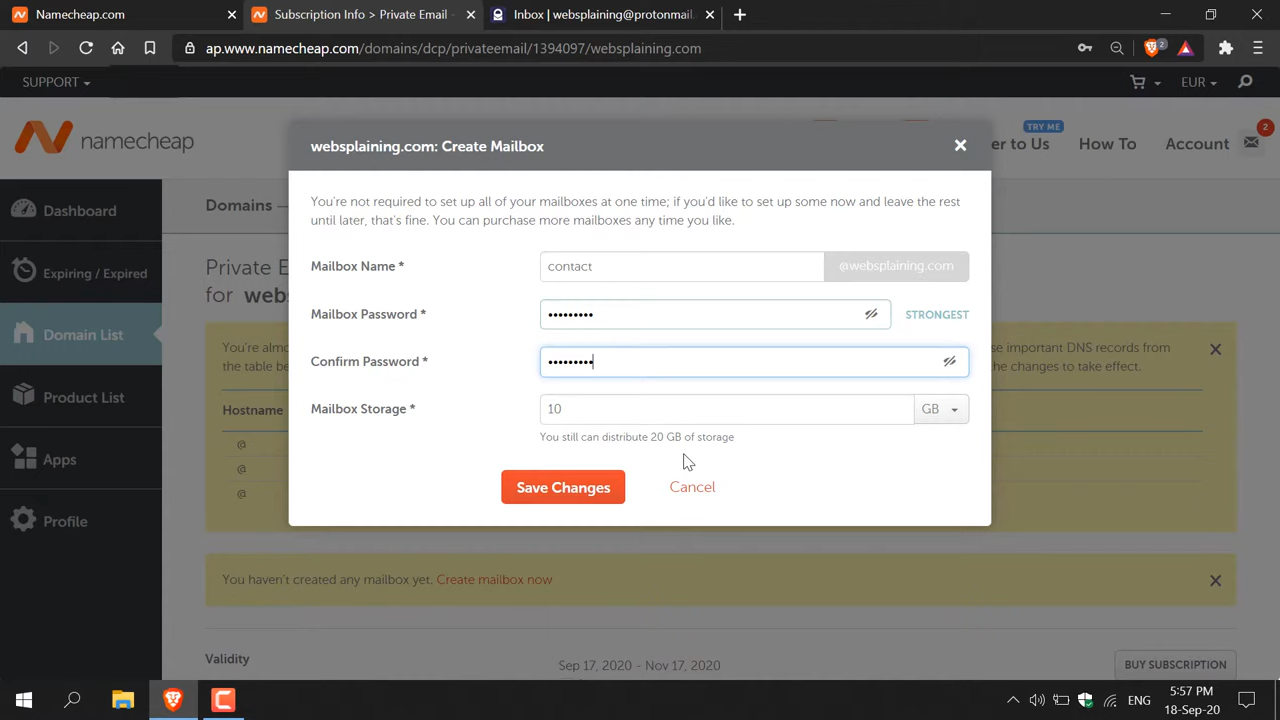 Namecheap.com
Subscription Info > Private Email -
Inbox | websplaining@protonmail.
ap.www.namecheap.com/domains/dcp/privateemail/1394097/websplaining.com
2
SUPPORT
EUR
namecheap
TRY ME
er to Us
How To
Account
2
websplaining.com: Create Mailbox
Dashboard
Expiring / Expired
Domain List
Product List
Apps
Profile
Domains —
Private E
for webs
You're not required to set up all of your mailboxes at one time; if you'd like to set up some now and leave the rest
until later, that's fine. You can purchase more mailboxes any time you like.
Mailbox Name *
contact
@websplaining.com
Mailbox Password *
•••••••••
STRONGEST
Confirm Password *
•••••••••
Mailbox Storage *
10
GB
You still can distribute 20 GB of storage
Save Changes
Cancel
You're almo
se important DNS records from
the table be
the changes to take effect.
Hostname
@
@
@
You haven't created any mailbox yet. Create mailbox now
Validity
Sep 17, 2020 - Nov 17, 2020
BUY SUBSCRIPTION
ENG
5:57 PM
18-Sep-20